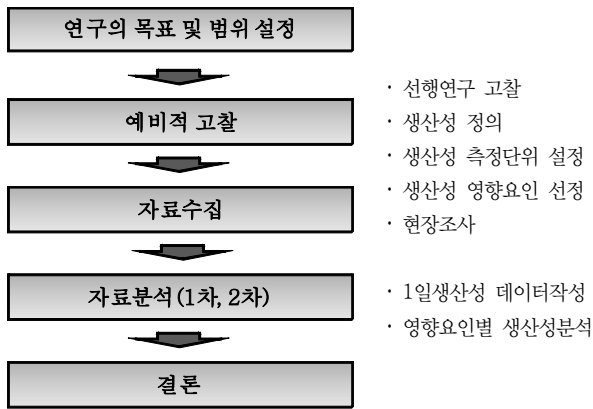 연구의 목표 및 범위 설정
예비적 고찰
· 선행연구 고찰
· 생산성 정의
· 생산성 측정단위 설정
· 생산성 영향요인 선정
· 현장조사
자료수집
자료분석(1차, 2차)
· 1일생산성 데이터작성
· 영향요인별 생산성분석
결론